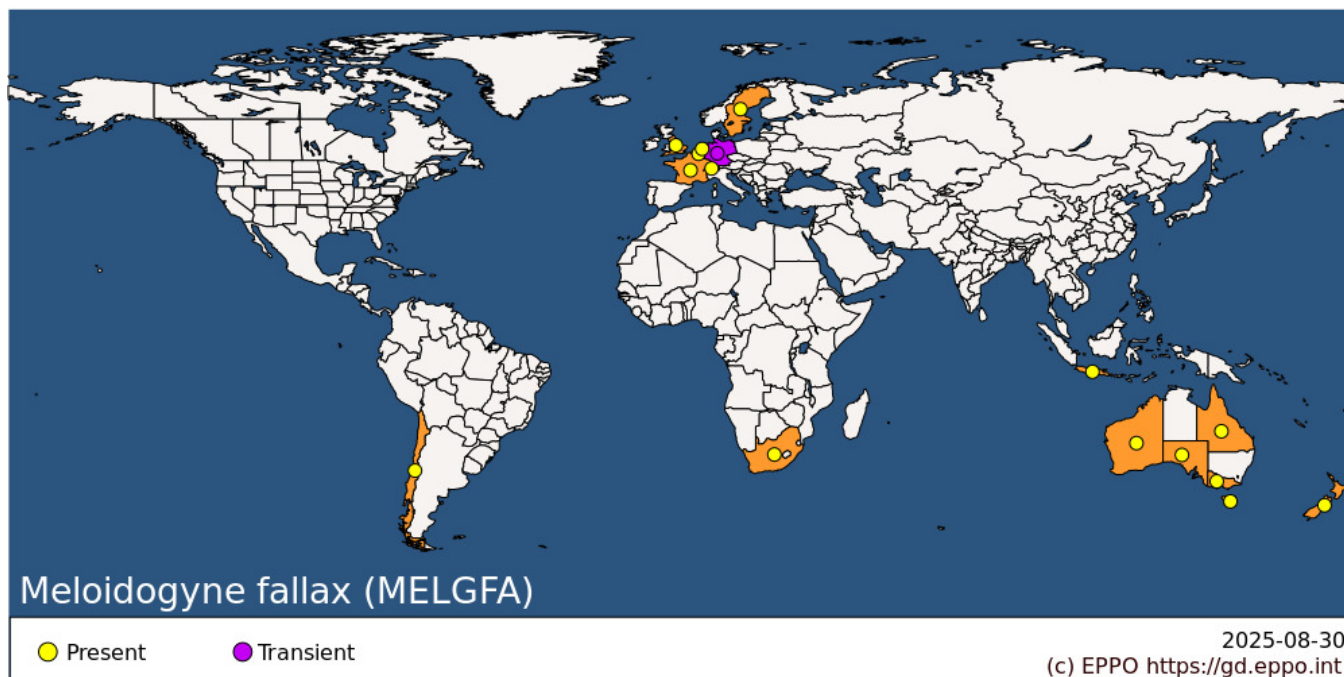 Meloidogyne fallax (MELGFA)
Present
Transient
2025-08-30
(c) EPPO https://gd.eppo.int